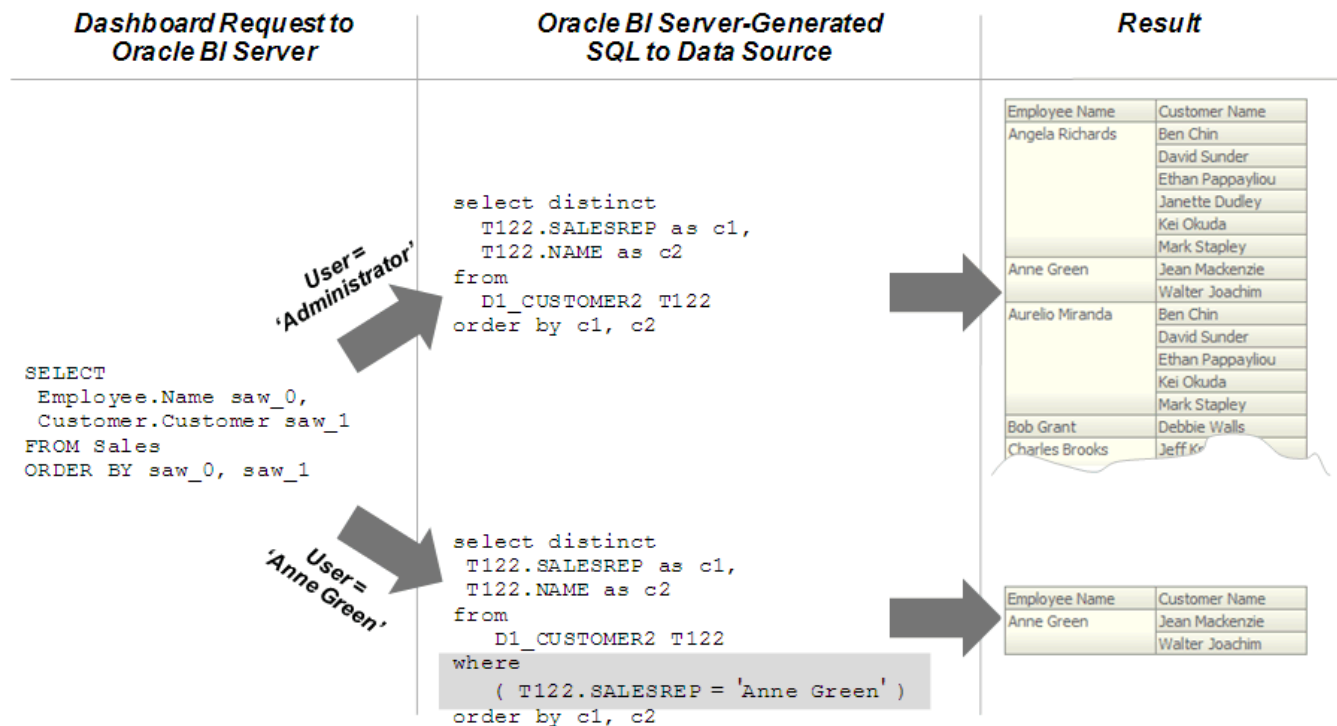 Dashboard Request to
Oracle BI Server
Oracle BI Server-Generated
SQL to Data Source
Result
SELECT
Employee.Name saw_0,
Customer.Customer saw_1
FROM Sales
ORDER BY saw_0, saw_1
User =
‘Administrator’
select distinct
T122.SALESREP as c1,
T122.NAME as c2
from
D1_CUSTOMER2 T122
order by c1, c2
Employee Name Customer Name
Angela Richards Ben Chin
David Sunder
Ethan Pappayliou
Janette Dudley
Kei Okuda
Mark Stapley
Anne Green Jean Mackenzie
Walter Joachim
Aurelio Miranda Ben Chin
David Sunder
Ethan Pappayliou
Kei Okuda
Mark Stapley
Bob Grant Debbie Walls
Charles Brooks Jeff
User =
‘Anne Green’
select distinct
T122.SALESREP as c1,
T122.NAME as c2
from
D1_CUSTOMER2 T122
where
( T122.SALESREP = 'Anne Green' )
order by c1, c2
Employee Name Customer Name
Anne Green Jean Mackenzie
Walter Joachim